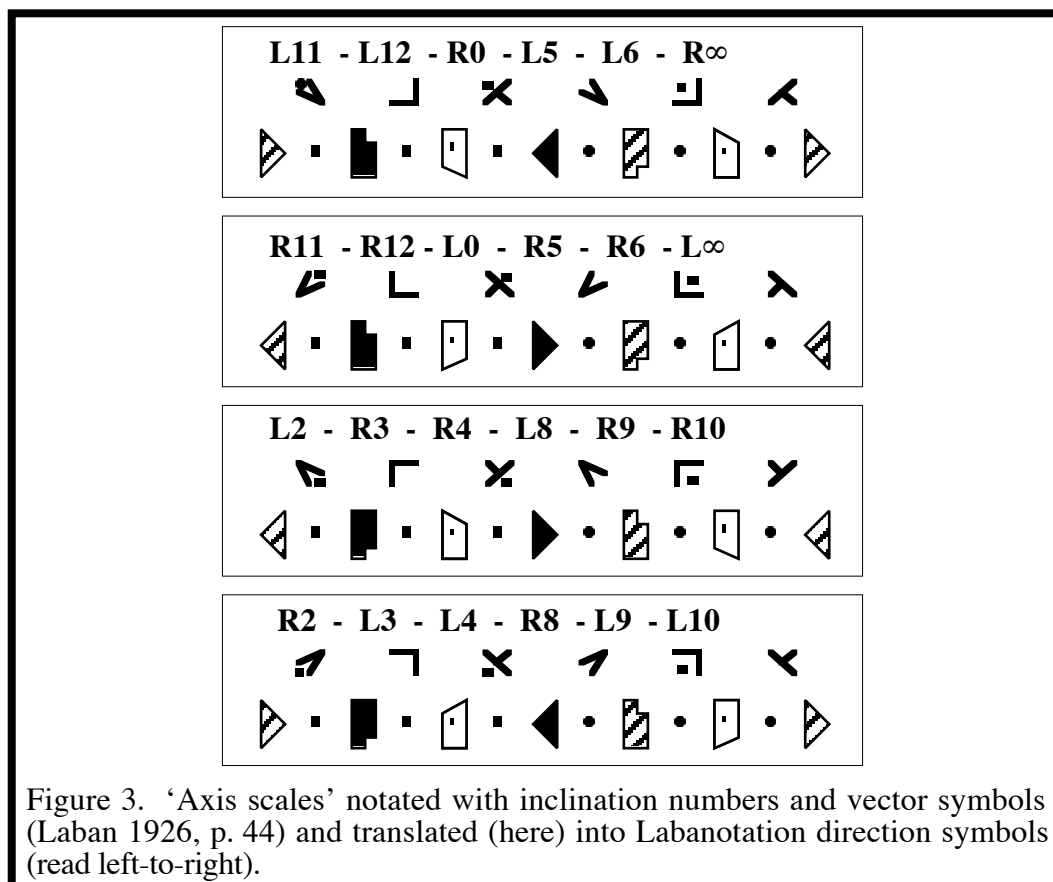 L11 - L12 - R0 - L5 - L6 - R∞
R11 - R12 - L0 - R5 - R6 - L∞
L2 - R3 - R4 - L8 - R9 - R10
R2 - L3 - L4 - R8 - L9 - L10
Figure 3. ‘Axis scales’ notated with inclination numbers and vector symbols
(Laban 1926, p. 44) and translated (here) into Labanotation direction symbols
(read left-to-right).